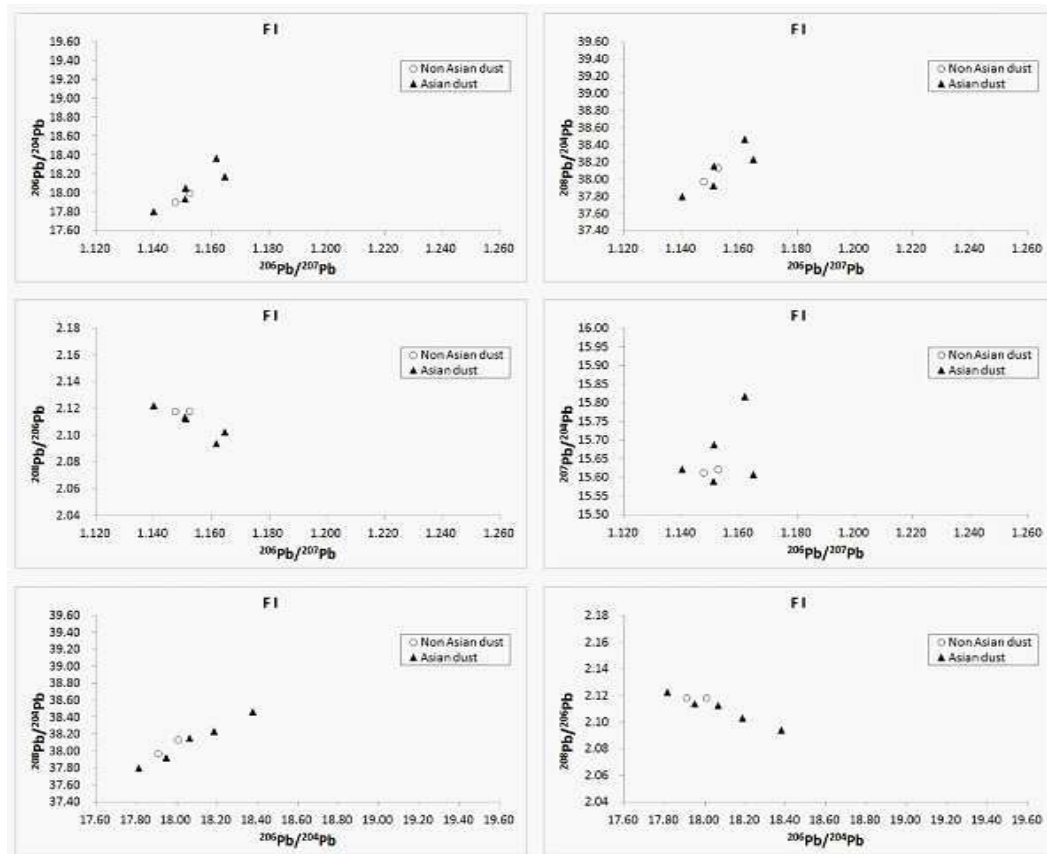 F I
19.60
19.40
19.20
19.00
18.80
18.60
18.40
18.20
18.00
17.80
17.60
²⁰⁶Pb/²⁰⁴Pb
Non Asian dust
Asian dust
1.120 1.140 1.160 1.180 1.200 1.220 1.240 1.260
²⁰⁶Pb/²⁰⁷Pb
F I
39.60
39.40
39.20
39.00
38.80
38.60
38.40
38.20
38.00
37.80
37.60
37.40
²⁰⁸Pb/²⁰⁴Pb
Non Asian dust
Asian dust
1.120 1.140 1.160 1.180 1.200 1.220 1.240 1.260
²⁰⁶Pb/²⁰⁷Pb
F I
2.18
2.16
2.14
2.12
2.10
2.08
2.06
2.04
²⁰⁸Pb/²⁰⁶Pb
Non Asian dust
Asian dust
1.120 1.140 1.160 1.180 1.200 1.220 1.240 1.260
²⁰⁶Pb/²⁰⁷Pb
F I
16.00
15.95
15.90
15.85
15.80
15.75
15.70
15.65
15.60
15.55
15.50
²⁰⁷Pb/²⁰⁴Pb
Non Asian dust
Asian dust
1.120 1.140 1.160 1.180 1.200 1.220 1.240 1.260
²⁰⁶Pb/²⁰⁷Pb
F I
39.60
39.40
39.20
39.00
38.80
38.60
38.40
38.20
38.00
37.80
37.60
37.40
²⁰⁸Pb/²⁰⁴Pb
Non Asian dust
Asian dust
17.60 17.80 18.00 18.20 18.40 18.60 18.80 19.00 19.20 19.40 19.60
²⁰⁶Pb/²⁰⁴Pb
F I
2.18
2.16
2.14
2.12
2.10
2.08
2.06
2.04
²⁰⁸Pb/²⁰⁶Pb
Non Asian dust
Asian dust
17.60 17.80 18.00 18.20 18.40 18.60 18.80 19.00 19.20 19.40 19.60
²⁰⁶Pb/²⁰⁴Pb